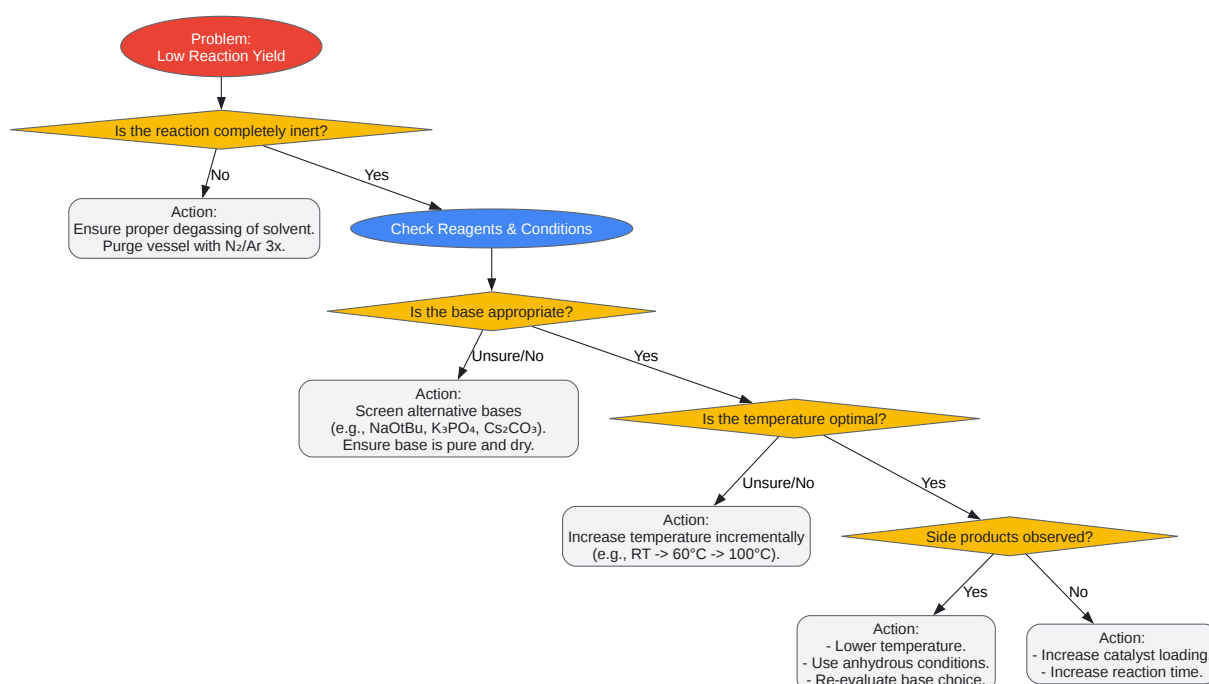 Problem:
Low Reaction Yield
Is the reaction completely inert?
No
Yes
Action:
Ensure proper degassing of solvent.
Purge vessel with N₂/Ar 3x.
Check Reagents & Conditions
Is the base appropriate?
Unsure/No
Yes
Action:
Screen alternative bases
(e.g., NaOtBu, K₃PO₄, Cs₂CO₃).
Ensure base is pure and dry.
Is the temperature optimal?
Unsure/No
Yes
Action:
Increase temperature incrementally
(e.g., RT -> 60°C -> 100°C).
Side products observed?
Yes
No
Action:
- Lower temperature.
- Use anhydrous conditions.
- Re-evaluate base choice.
Action:
- Increase catalyst loading.
- Increase reaction time.